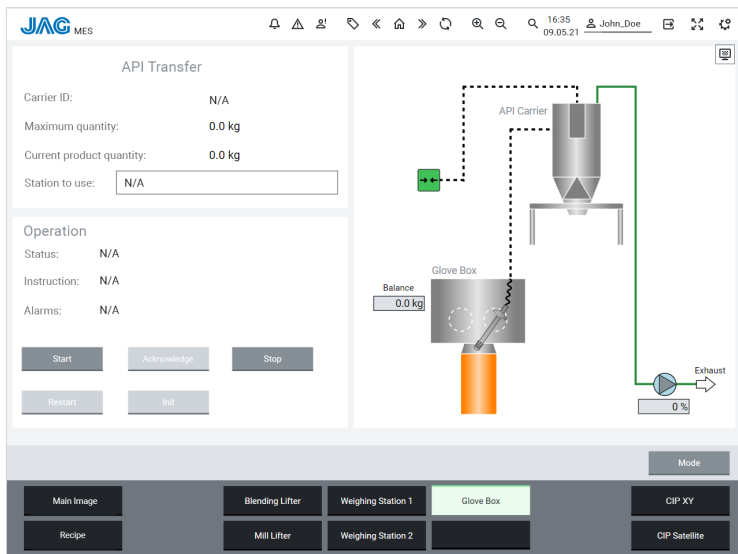 JAG MES
16:35
09.05.21
John_Doe
API Transfer
Carrier ID: N/A
Maximum quantity: 0.0 kg
Current product quantity: 0.0 kg
Station to use: N/A
Operation
Status: N/A
Instruction: N/A
Alarms: N/A
Start Acknowledge Stop
Restart Init
API Carrier
Glove Box
Balance
0.0 kg
Exhaust
0 %
Mode
Main Image Blending Lifter Weighing Station 1 Glove Box CIP XY
Recipe Mill Lifter Weighing Station 2 CIP Satellite